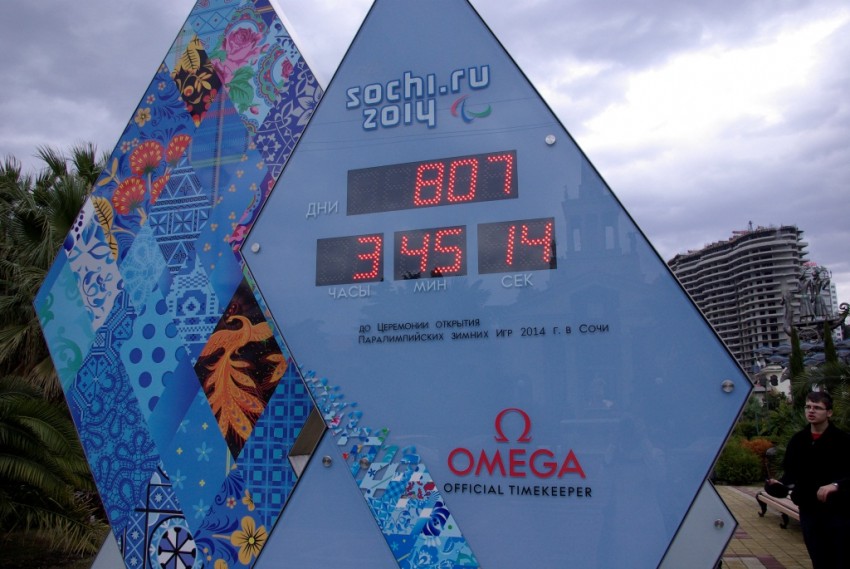 sochi.ru
2014
ДНИ 807
3 45 14
ЧАСЫ МИН СЕК
до Церемонии открытия
Паралимпийских зимних Игр 2014 г. в Сочи
Ω
OMEGA
OFFICIAL TIMEKEEPER